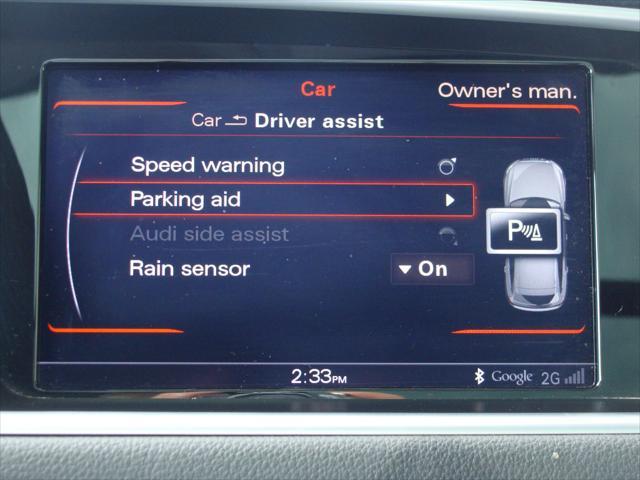 Car
Owner's man.
Car Driver assist
Speed warning
Parking aid
Audi side assist
Rain sensor On
P
2:33PM Google 2G